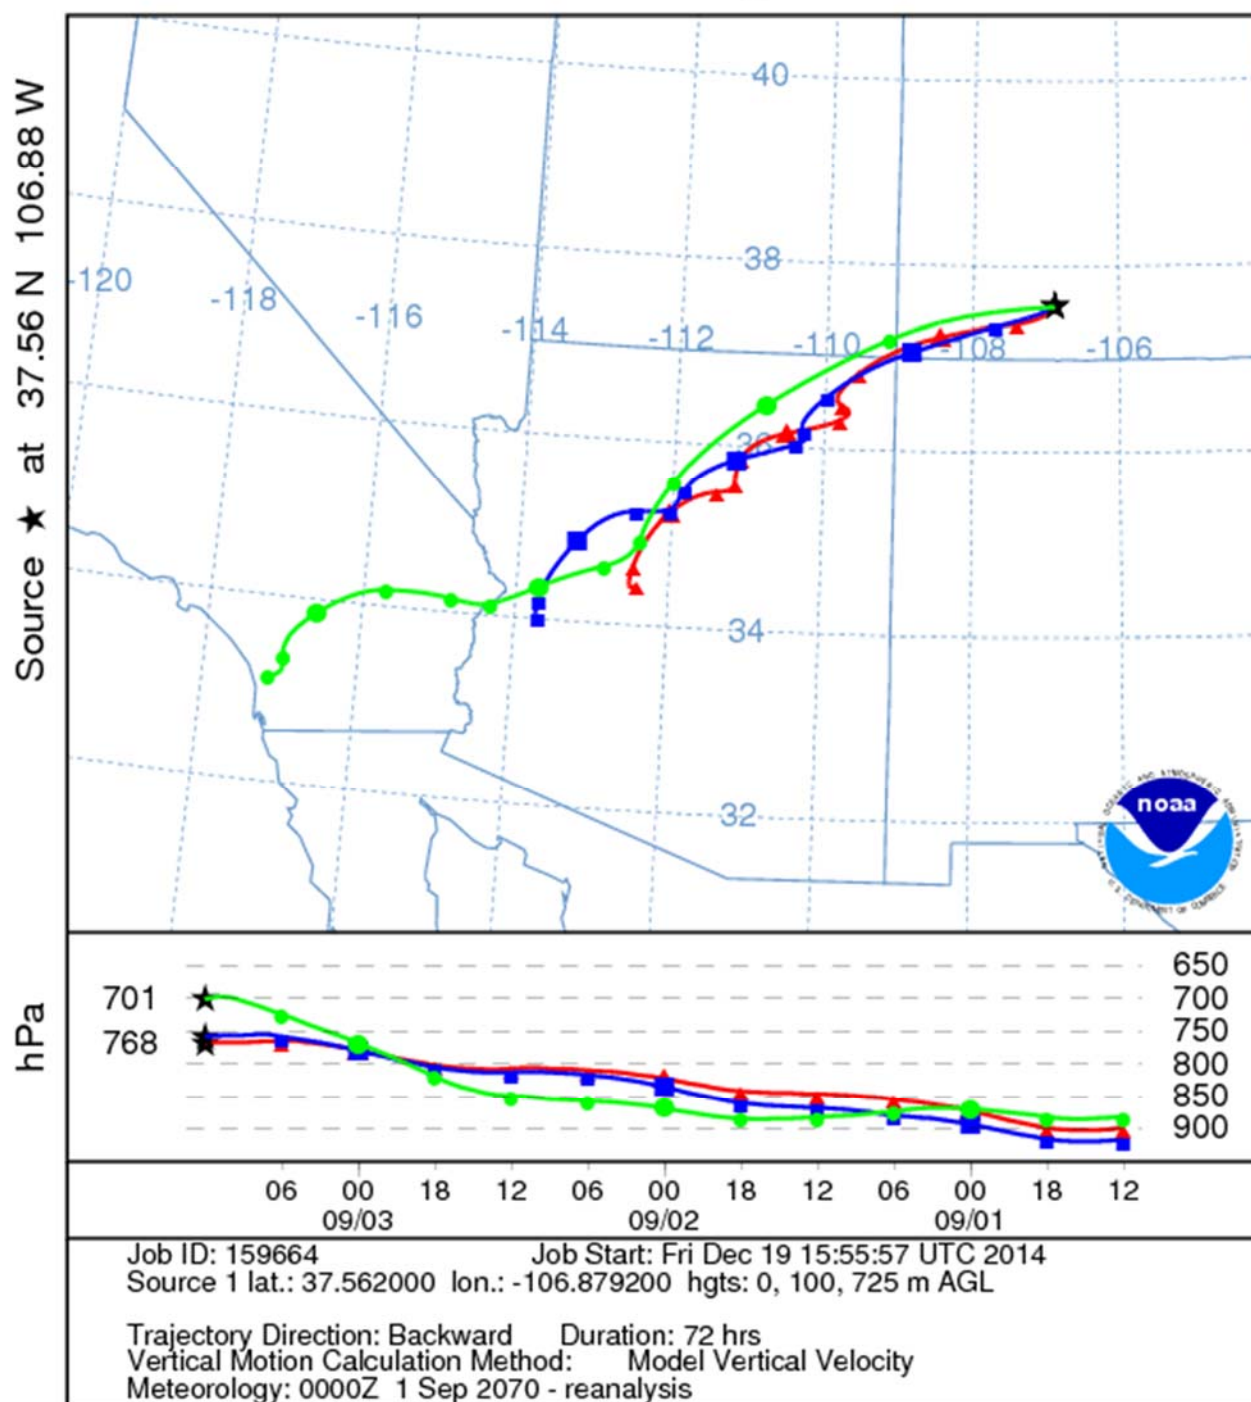 Source ★ at 37.56 N 106.88 W
40
38
-120
-118
-116
-114
-112
-110
-108
-106
34
32
noaa
hPa
701
768
650
700
750
800
850
900
06 00 18 12 06 00 18 12 06 00 18 12
09/03 09/02 09/01
Job ID: 159664 Job Start: Fri Dec 19 15:55:57 UTC 2014
Source 1 lat.: 37.562000 lon.: -106.879200 hgts: 0, 100, 725 m AGL
Trajectory Direction: Backward Duration: 72 hrs
Vertical Motion Calculation Method: Model Vertical Velocity
Meteorology: 0000Z 1 Sep 2070 - reanalysis